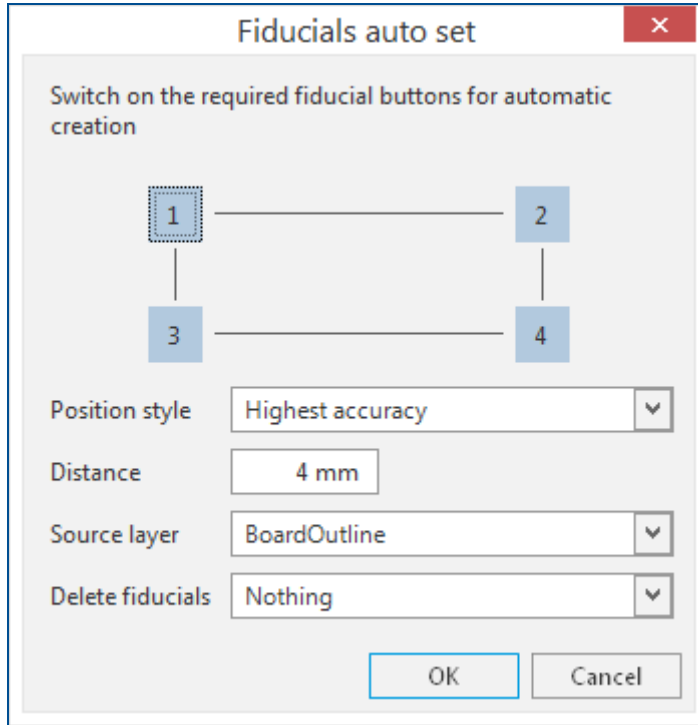 Fiducials auto set
Switch on the required fiducial buttons for automatic
creation
1 2
3 4
Position style Highest accuracy
Distance 4 mm
Source layer BoardOutline
Delete fiducials Nothing
OK Cancel